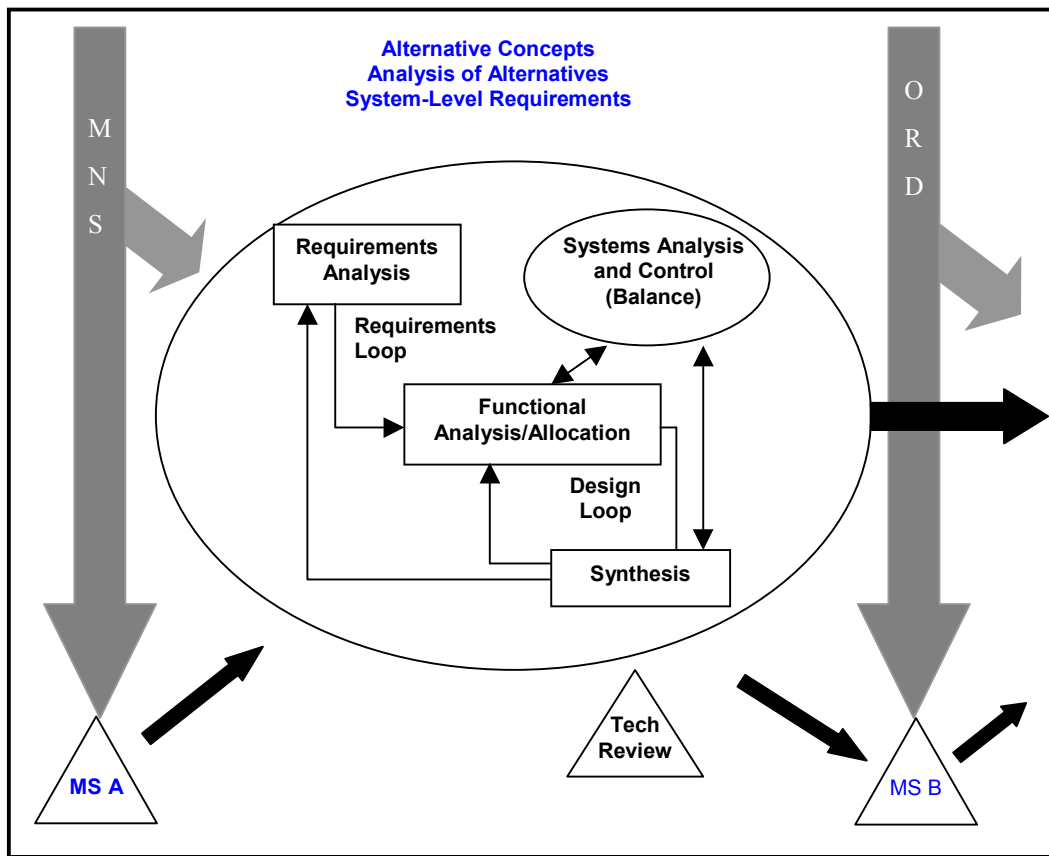 Alternative Concepts
Analysis of Alternatives
System-Level Requirements
M
N
S
O
R
D
Requirements
Analysis
Systems Analysis
and Control
(Balance)
Requirements
Loop
Functional
Analysis/Allocation
Design
Loop
Synthesis
Tech
Review
MS A
MS B